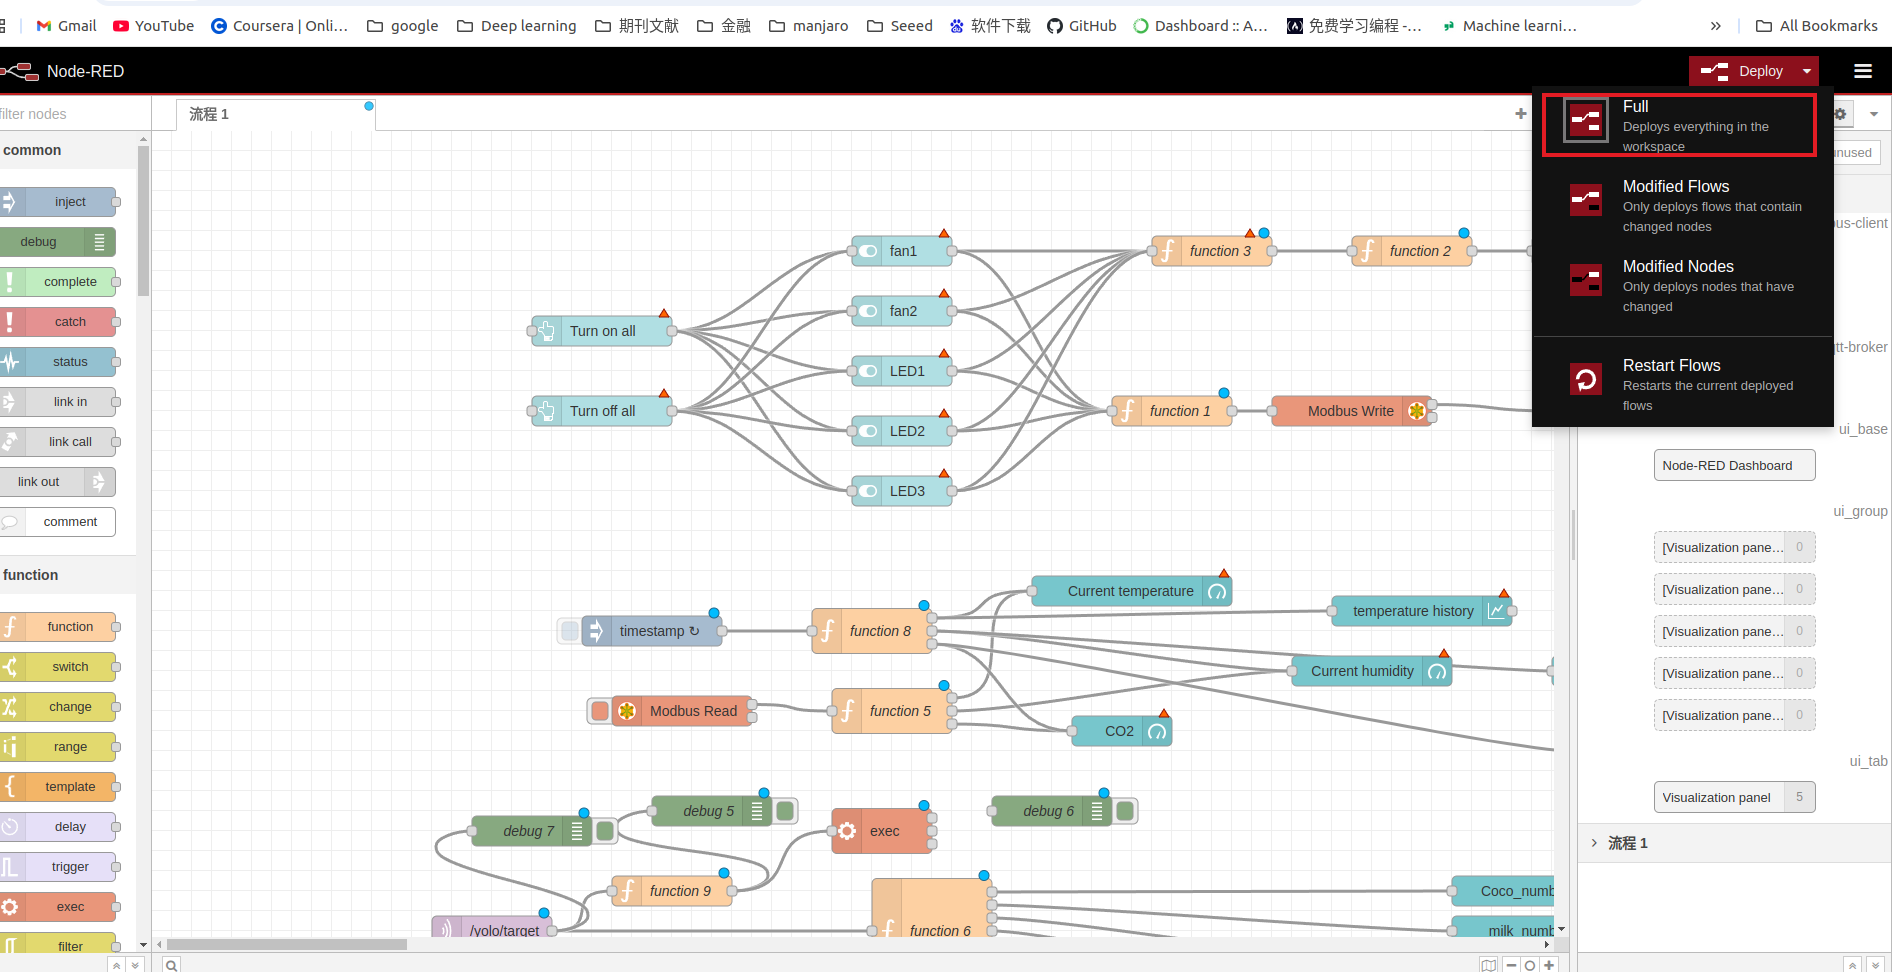 Gmail
YouTube
Coursera | Onli...
google
Deep learning
期刊文献
金融
manjaro
Seeed
软件下载
GitHub
Dashboard :: A...
免费学习编程 -...
Machine learni...
»
All Bookmarks
Node-RED
Deploy
filter nodes
流程 1
Full
Deploys everything in the
workspace
Modified Flows
Only deploys flows that contain
changed nodes
Modified Nodes
Only deploys nodes that have
changed
Restart Flows
Restarts the current deployed
flows
common
inject
debug
complete
catch
status
link in
link call
link out
comment
function
function
switch
change
range
template
delay
trigger
exec
filter
fan1
fan2
LED1
LED2
LED3
Turn on all
Turn off all
function 3
function 2
function 1
Modbus Write
timestamp ↻
function 8
Current temperature
temperature history
Current humidity
Modbus Read
function 5
CO2
debug 5
debug 6
debug 7
exec
function 9
/yolo/target
function 6
Coco_numb
milk_numb
unused
us-client
tt-broker
ui_base
Node-RED Dashboard
ui_group
[Visualization pane... 0
[Visualization pane... 0
[Visualization pane... 0
[Visualization pane... 0
[Visualization pane... 0
ui_tab
Visualization panel 5
流程 1